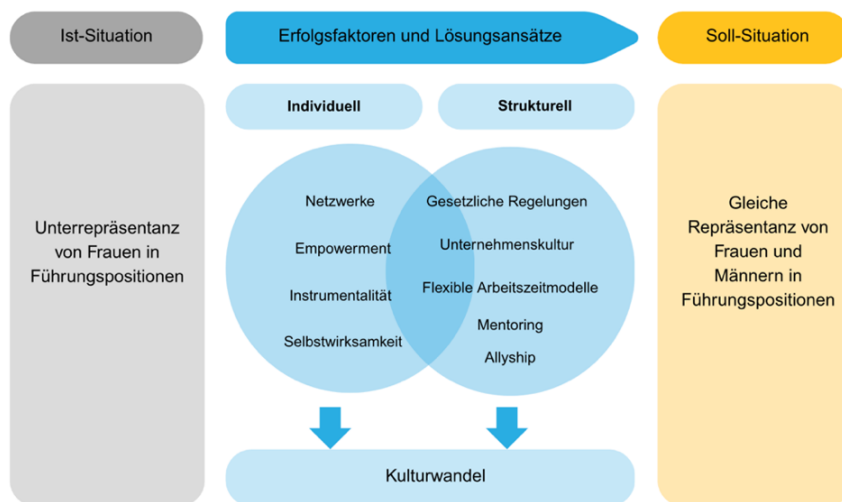 Ist-Situation
Erfolgsfaktoren und Lösungsansätze
Soll-Situation
Unterrepräsentanz
von Frauen in
Führungspositionen
Individuell
Strukturell
Netzwerke
Empowerment
Instrumentalität
Selbstwirksamkeit
Gesetzliche Regelungen
Unternehmenskultur
Flexible Arbeitszeitmodelle
Mentoring
Allyship
Kulturwandel
Gleiche
Repräsentanz von
Frauen und
Männern in
Führungspositionen